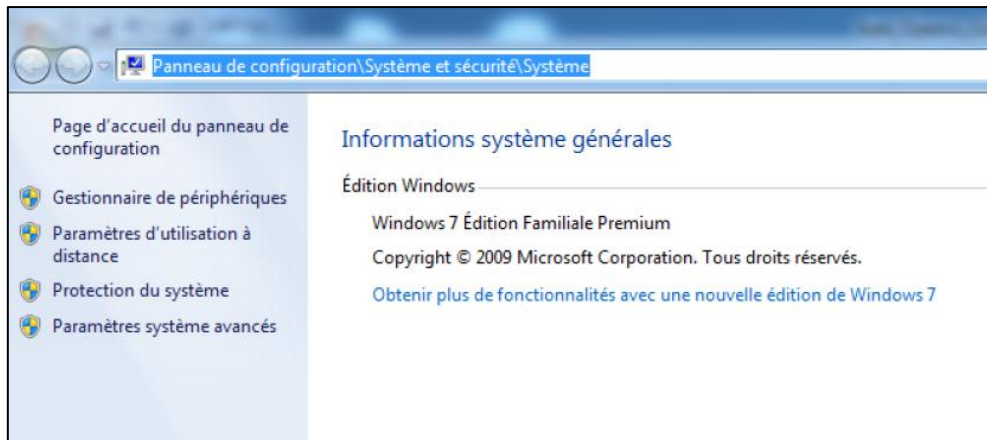 Panneau de configuration\Système et sécurité\Système
Page d'accueil du panneau de
configuration
Gestionnaire de périphériques
Paramètres d'utilisation à
distance
Protection du système
Paramètres système avancés
Informations système générales
Édition Windows
Windows 7 Édition Familiale Premium
Copyright © 2009 Microsoft Corporation. Tous droits réservés.
Obtenir plus de fonctionnalités avec une nouvelle édition de Windows 7